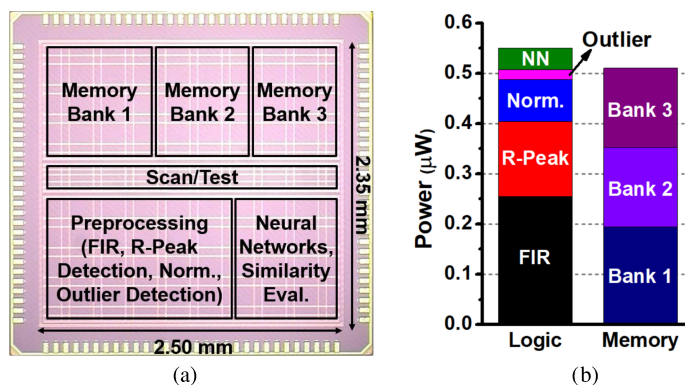 Memory
Bank 1
Memory
Bank 2
Memory
Bank 3
Scan/Test
Preprocessing
(FIR, R-Peak
Detection, Norm.,
Outlier Detection)
Neural
Networks,
Similarity
Eval.
2.35 mm
2.50 mm
(a)
Power (μW)
0.6
0.5
0.4
0.3
0.2
0.1
0.0
NN
Outlier
Norm.
R-Peak
FIR
Bank 3
Bank 2
Bank 1
Logic
Memory
(b)